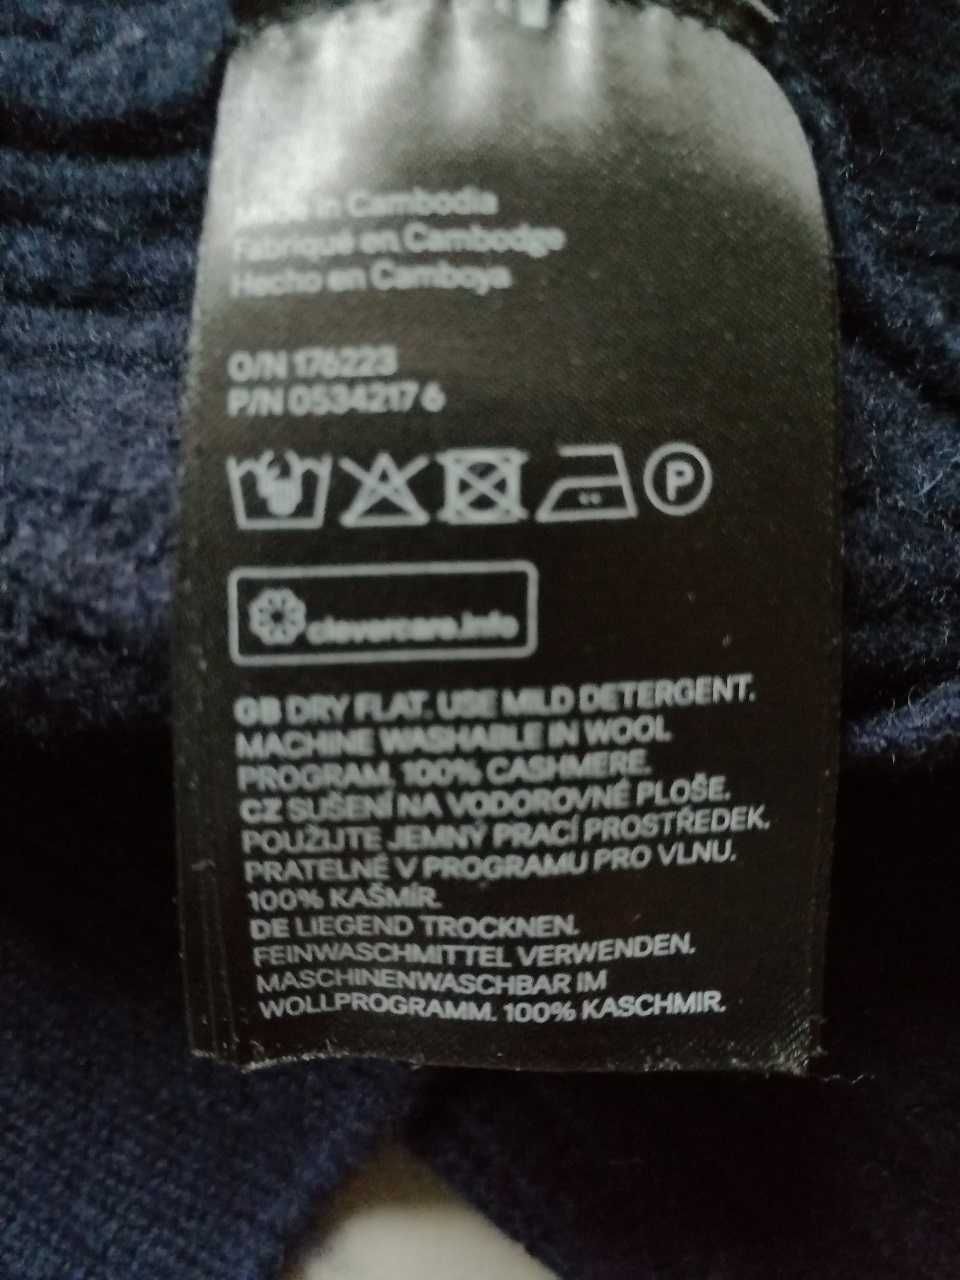 Made in Cambodia
Fabriqué en Cambodge
Hecho en Camboya
O/N 176223
P/N 0534217 6
P
clevercare.info
GB DRY FLAT. USE MILD DETERGENT.
MACHINE WASHABLE IN WOOL
PROGRAM. 100% CASHMERE.
CZ SUŠENÍ NA VODOROVNÉ PLOŠE.
POUŽIJTE JEMNÝ PRACÍ PROSTŘEDEK.
PRATELNÉ V PROGRAMU PRO VLNU.
100% KAŠMÍR.
DE LIEGEND TROCKNEN.
FEINWASCHMITTEL VERWENDEN.
MASCHINENWASCHBAR IM
WOLLPROGRAMM. 100% KASCHMIR.